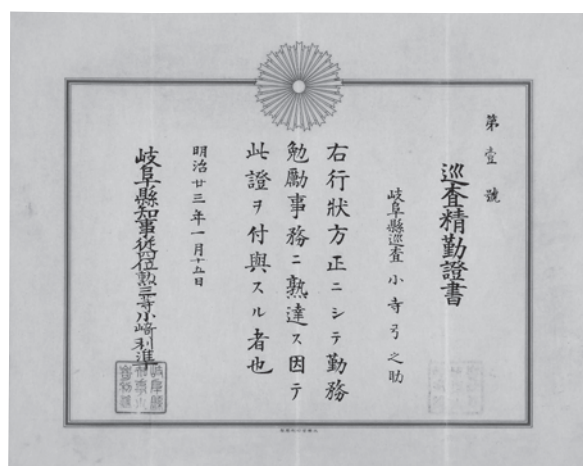 第壹號
巡査精勤證書
岐阜縣巡査 小寺弓之助
右行狀方正ニシテ勤務
勉勵事務ニ熟達ス因テ
此證ヲ付與スル者也
明治廿三年一月十五日
岐阜縣知事從四位勲三等小崎利準